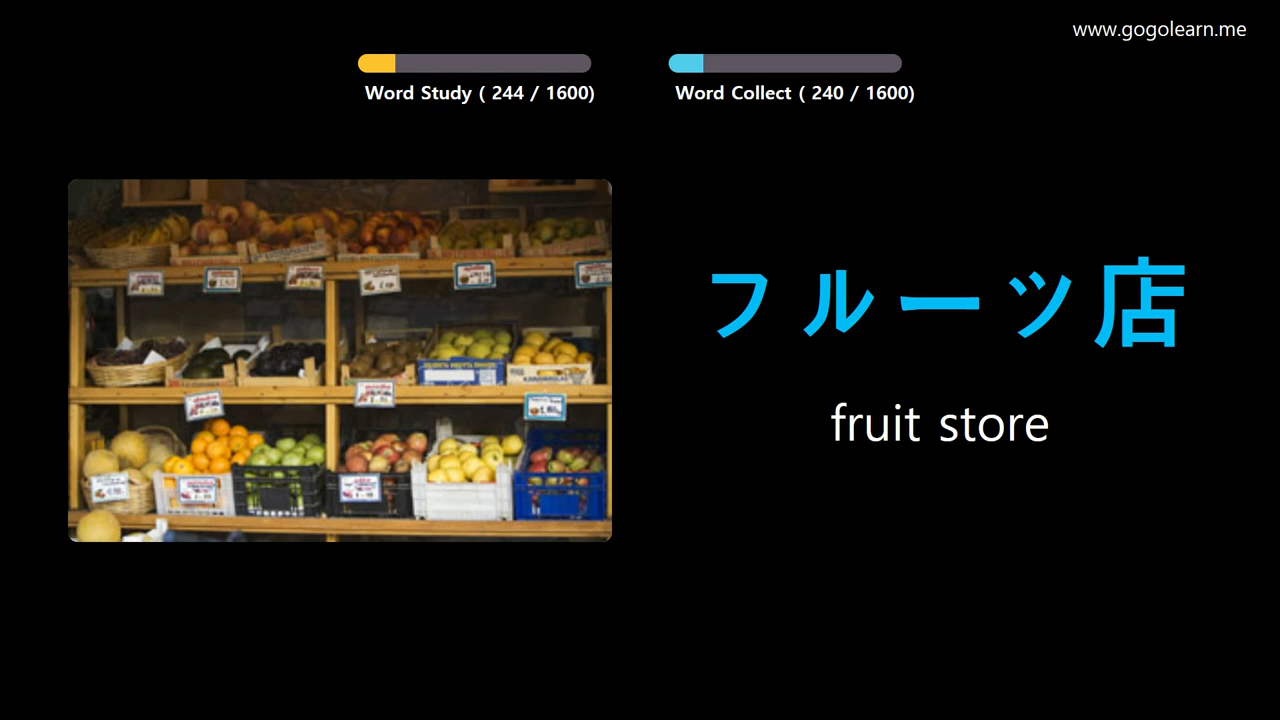 www.gogolearn.me
Word Study ( 244 / 1600)
Word Collect ( 240 / 1600)
フルーツ店
fruit store